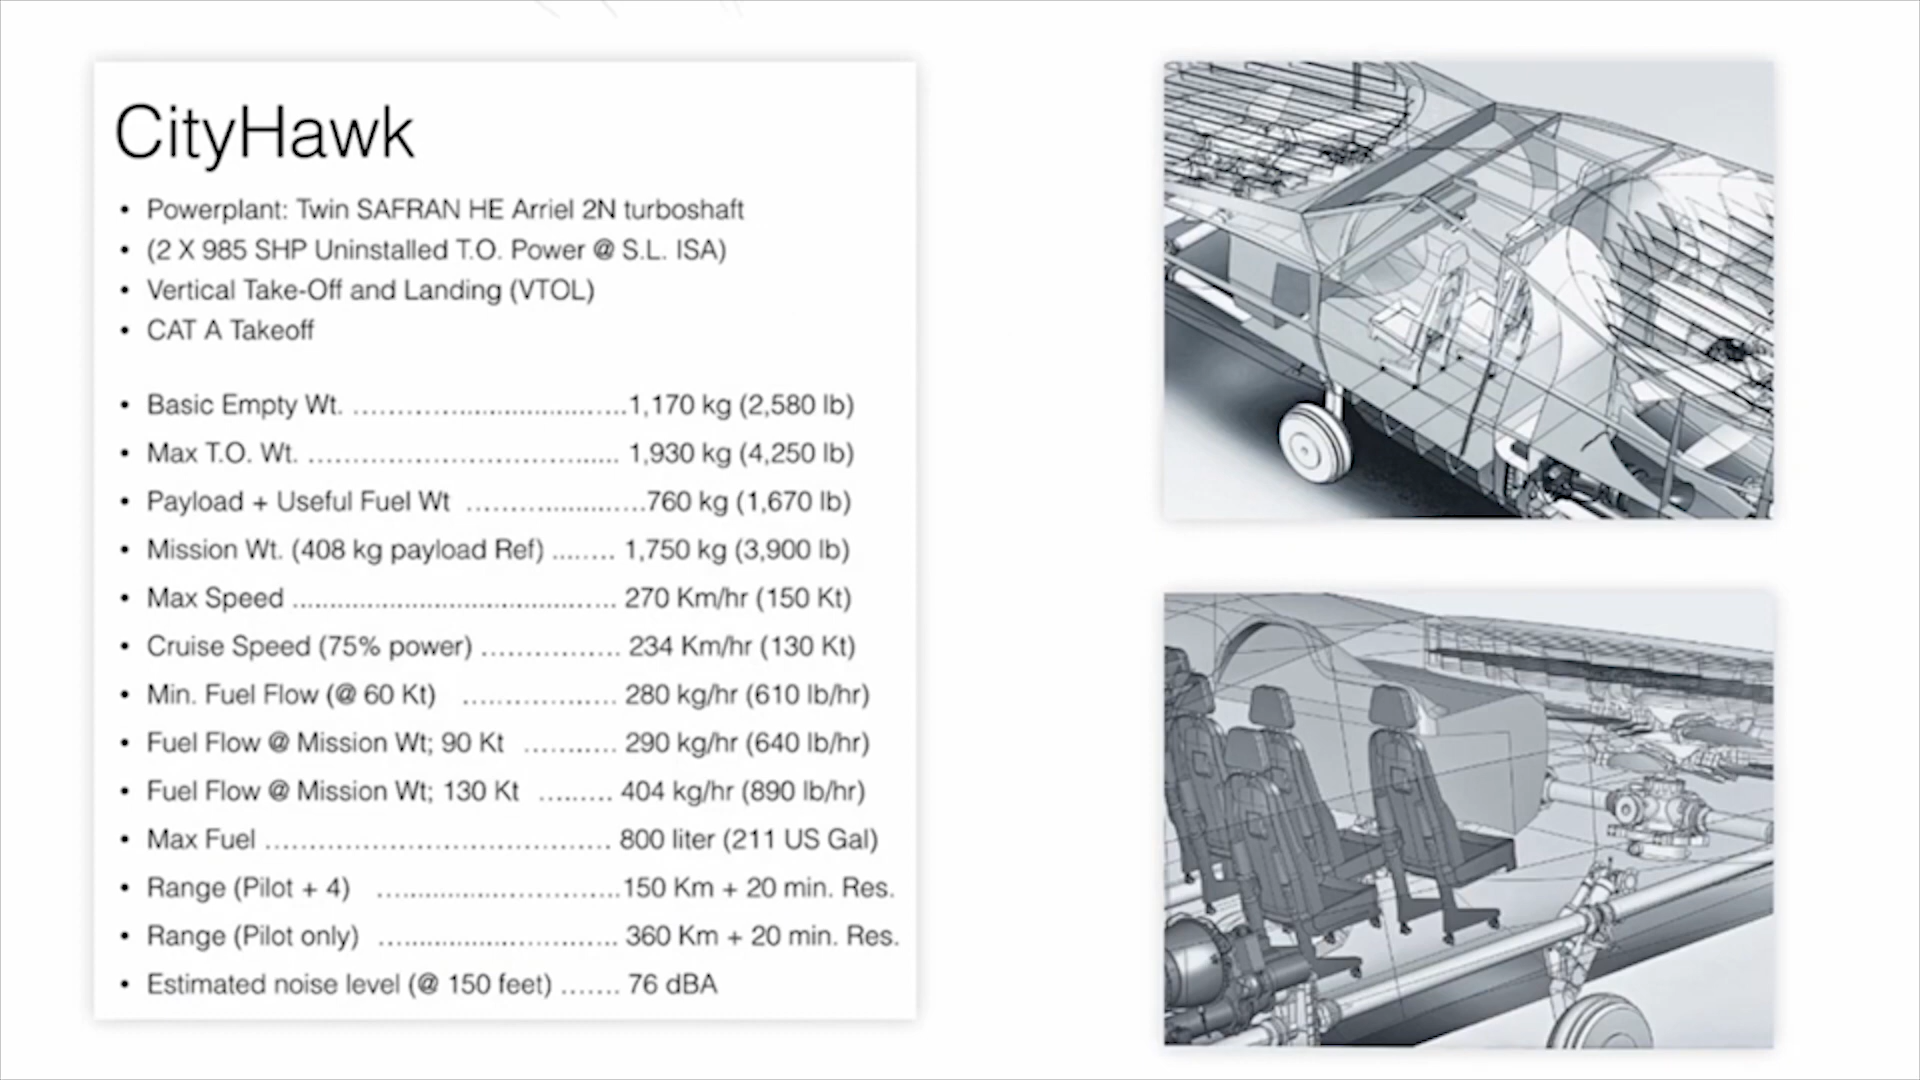 CityHawk
• Powerplant: Twin SAFRAN HE Arriel 2N turboshaft
• (2 X 985 SHP Uninstalled T.O. Power @ S.L. ISA)
• Vertical Take-Off and Landing (VTOL)
• CAT A Takeoff
• Basic Empty Wt. ........................................ 1,170 kg (2,580 lb)
• Max T.O. Wt. ........................................ 1,930 kg (4,250 lb)
• Payload + Useful Fuel Wt ........................ 760 kg (1,670 lb)
• Mission Wt. (408 kg payload Ref) ........ 1,750 kg (3,900 lb)
• Max Speed ........................................ 270 Km/hr (150 Kt)
• Cruise Speed (75% power) ................ 234 Km/hr (130 Kt)
• Min. Fuel Flow (@ 60 Kt) .................... 280 kg/hr (610 lb/hr)
• Fuel Flow @ Mission Wt; 90 Kt ............ 290 kg/hr (640 lb/hr)
• Fuel Flow @ Mission Wt; 130 Kt ......... 404 kg/hr (890 lb/hr)
• Max Fuel ............................................ 800 liter (211 US Gal)
• Range (Pilot + 4) ................................ 150 Km + 20 min. Res.
• Range (Pilot only) ................................ 360 Km + 20 min. Res.
• Estimated noise level (@ 150 feet) ....... 76 dBA